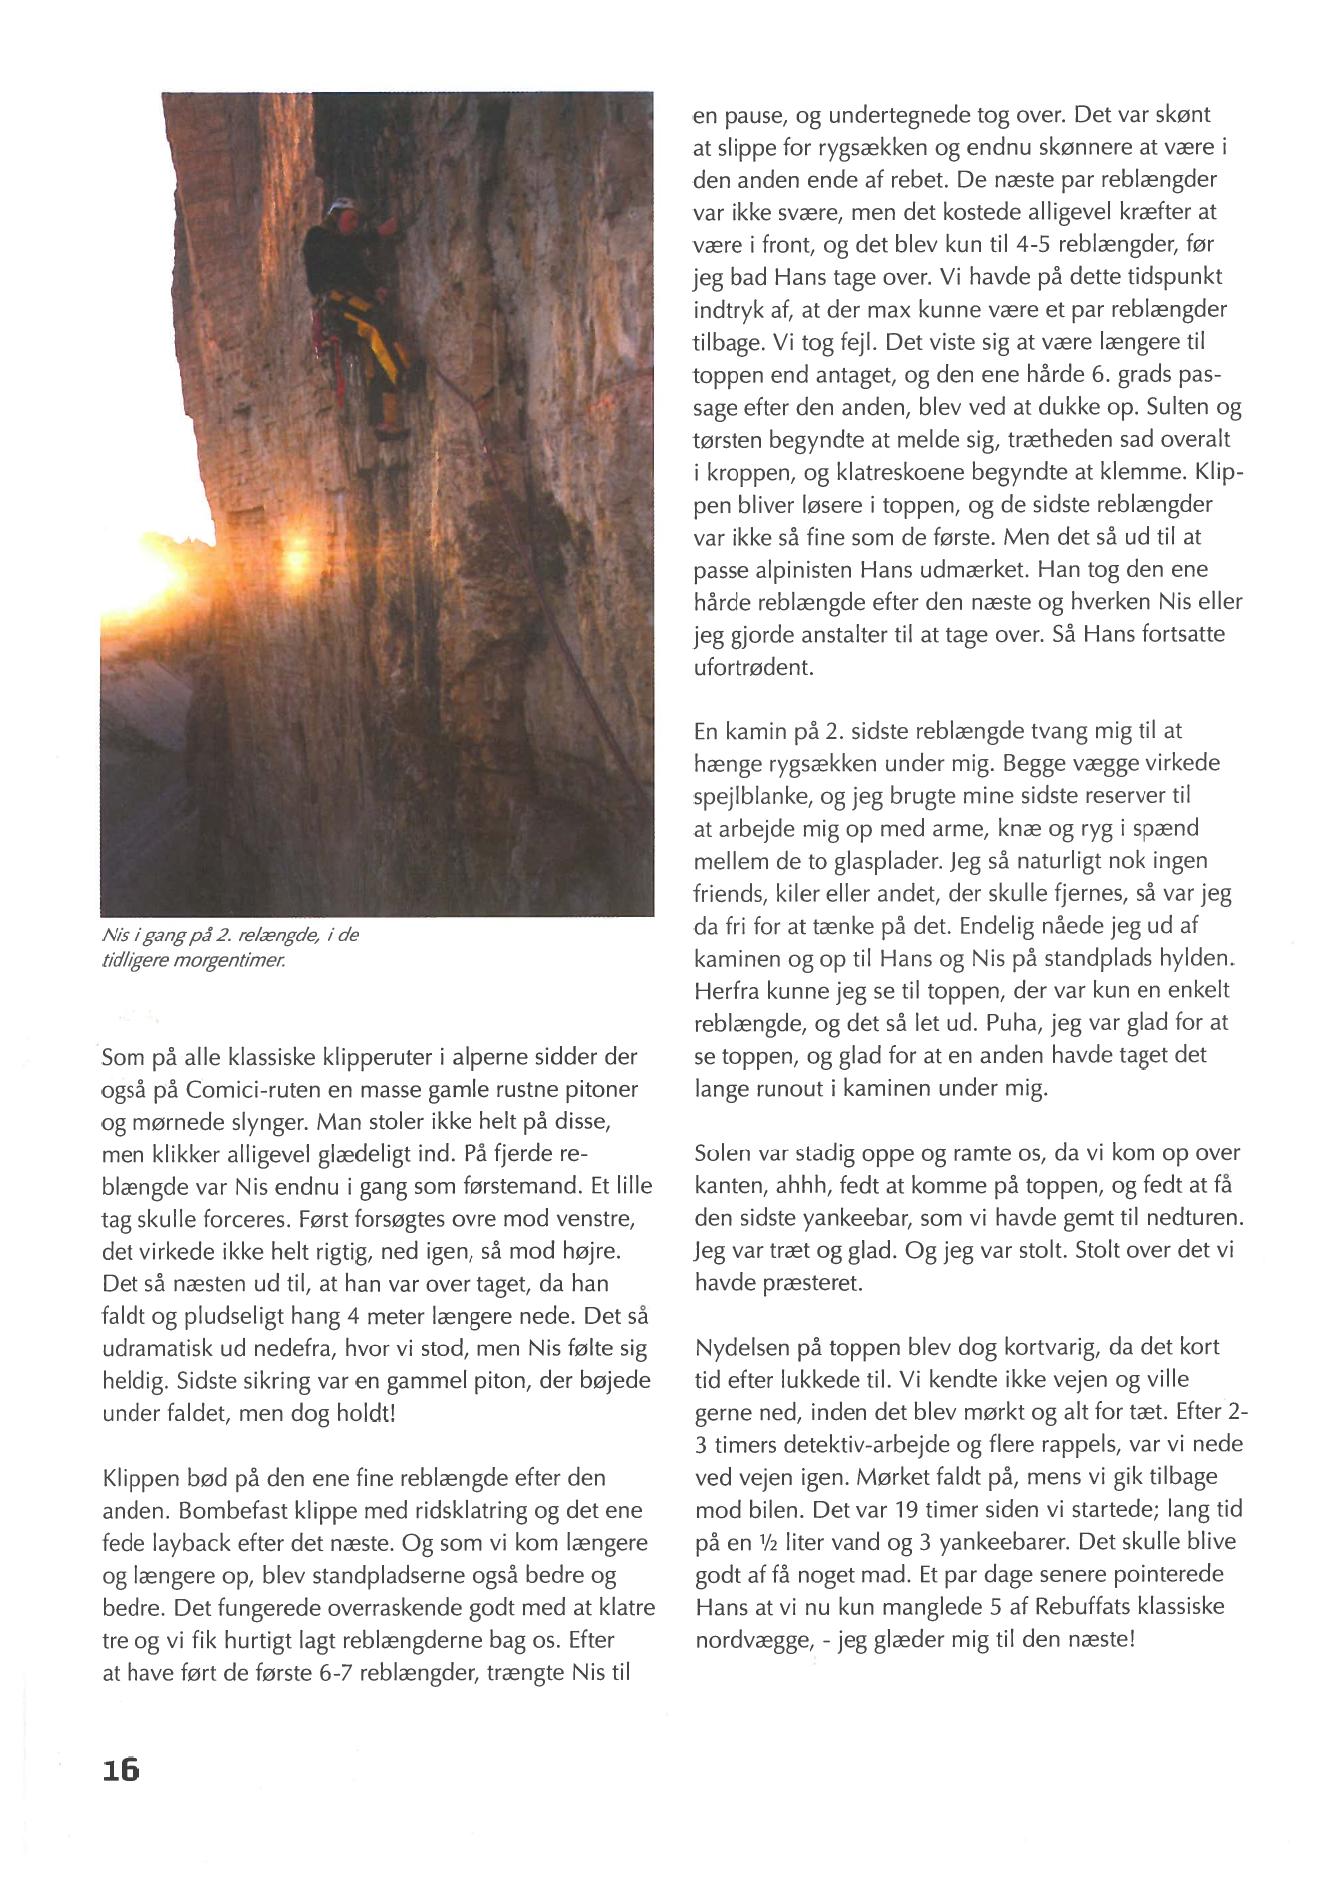 Nis i gang på 2. relængde, i de
tidligere morgentimer.
Som på alle klassiske klipperuter i alperne sidder der
også på Comici-ruten en masse gamle rustne pitoner
og mørnede slynger. Man stoler ikke helt på disse,
men klikker alligevel glædeligt ind. På fjerde re-
blængde var Nis endnu i gang som førstemand. Et lille
tag skulle forceres. Først forsøgtes ovre mod venstre,
det virkede ikke helt rigtig, ned igen, så mod højre.
Det så næsten ud til, at han var over taget, da han
faldt og pludseligt hang 4 meter længere nede. Det så
udramatisk ud nedefra, hvor vi stod, men Nis følte sig
heldig. Sidste sikring var en gammel piton, der bøjede
under faldet, men dog holdt!
Klippen bød på den ene fine reblængde efter den
anden. Bombefast klippe med ridsklatring og det ene
fede layback efter det næste. Og som vi kom længere
og længere op, blev standpladserne også bedre og
bedre. Det fungerede overraskende godt med at klatre
tre og vi fik hurtigt lagt reblængderne bag os. Efter
at have ført de første 6-7 reblængder, trængte Nis til
en pause, og undertegnede tog over. Det var skønt
at slippe for rygsækken og endnu skønnere at være i
den anden ende af rebet. De næste par reblængder
var ikke svære, men det kostede alligevel kræfter at
være i front, og det blev kun til 4-5 reblængder, før
jeg bad Hans tage over. Vi havde på dette tidspunkt
indtryk af, at der max kunne være et par reblængder
tilbage. Vi tog fejl. Det viste sig at være længere til
toppen end antaget, og den ene hårde 6. grads pas-
sage efter den anden, blev ved at dukke op. Sulten og
tørsten begyndte at melde sig, trætheden sad overalt
i kroppen, og klatreskoene begyndte at klemme. Klip-
pen bliver løsere i toppen, og de sidste reblængder
var ikke så fine som de første. Men det så ud til at
passe alpinisten Hans udmærket. Han tog den ene
hårde reblængde efter den næste og hverken Nis eller
jeg gjorde anstalter til at tage over. Så Hans fortsatte
ufortrødent.
En kamin på 2. sidste reblængde tvang mig til at
hænge rygsækken under mig. Begge vægge virkede
spejlblanke, og jeg brugte mine sidste reserver til
at arbejde mig op med arme, knæ og ryg i spænd
mellem de to glasplader. Jeg så naturligt nok ingen
friends, kiler eller andet, der skulle fjernes, så var jeg
da fri for at tænke på det. Endelig nåede jeg ud af
kaminen og op til Hans og Nis på standplads hylden.
Herfra kunne jeg se til toppen, der var kun en enkelt
reblængde, og det så let ud. Puha, jeg var glad for at
se toppen, og glad for at en anden havde taget det
lange runout i kaminen under mig.
Solen var stadig oppe og ramte os, da vi kom op over
kanten, ahhh, fedt at komme på toppen, og fedt at få
den sidste yankeebar, som vi havde gemt til nedturen.
Jeg var træt og glad. Og jeg var stolt. Stolt over det vi
havde præsteret.
Nydelsen på toppen blev dog kortvarig, da det kort
tid efter lukkede til. Vi kendte ikke vejen og ville
gerne ned, inden det blev mørkt og alt for tæt. Efter 2-
3 timers detektiv-arbejde og flere rappels, var vi nede
ved vejen igen. Mørket faldt på, mens vi gik tilbage
mod bilen. Det var 19 timer siden vi startede; lang tid
på en ½ liter vand og 3 yankeebarer. Det skulle blive
godt af få noget mad. Et par dage senere pointerede
Hans at vi nu kun manglede 5 af Rebuffats klassiske
nordvægge, - jeg glæder mig til den næste!
16